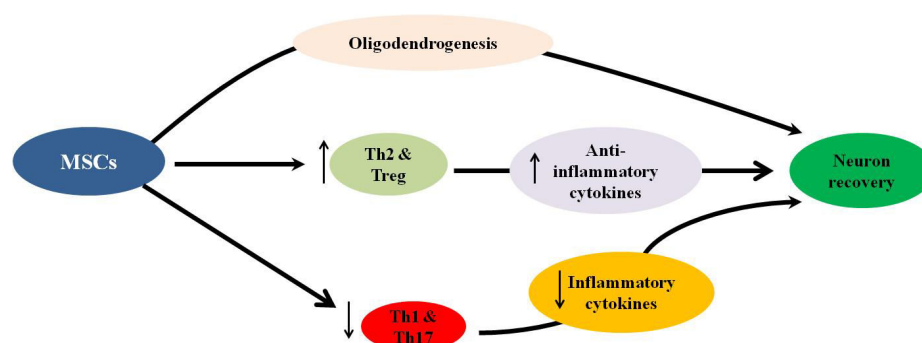 Oligodendrogenesis
MSCs
Th2 &
Treg
Anti-
inflammatory
cytokines
Neuron
recovery
Inflammatory
cytokines
Th1 &
Th17